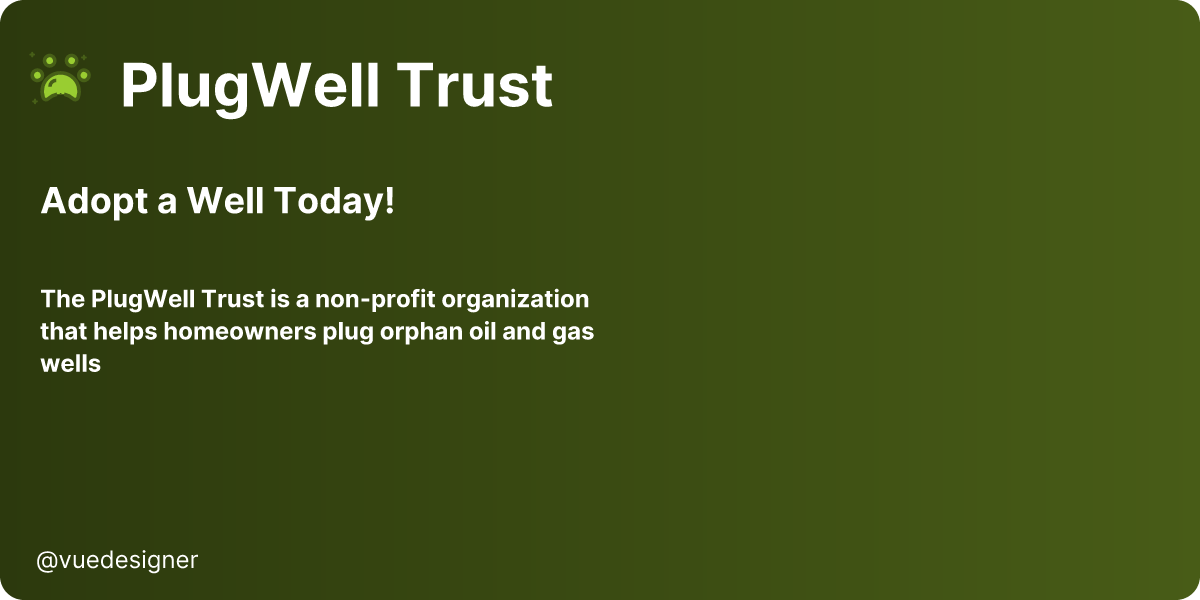 PlugWell Trust
Adopt a Well Today!
The PlugWell Trust is a non-profit organization
that helps homeowners plug orphan oil and gas
wells
@vuedesigner